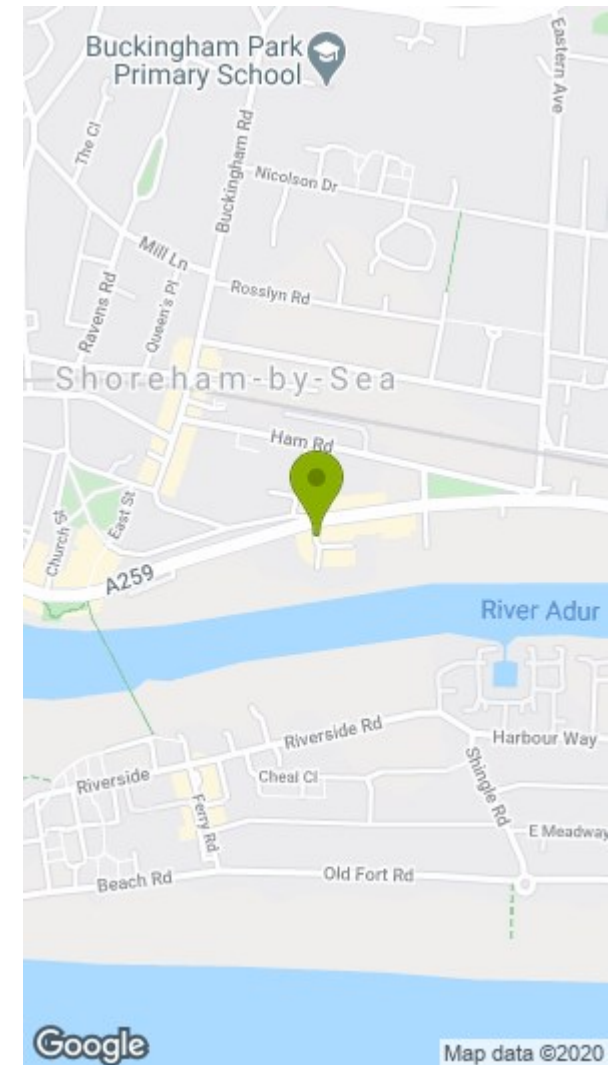 Buckingham Park
Primary School
Eastern Ave
The Cl
Buckingham Rd
Nicolson Dr
Mill Ln
Ravens Rd
Queen's Pl
Rosslyn Rd
Shoreham-by-Sea
Ham Rd
Church St
East St
A259
River Adur
Riverside Rd
Harbour Way
Riverside
Cheal Cl
Shingle Rd
Ferry Rd
E Meadway
Beach Rd
Old Fort Rd
Google
Map data ©2020